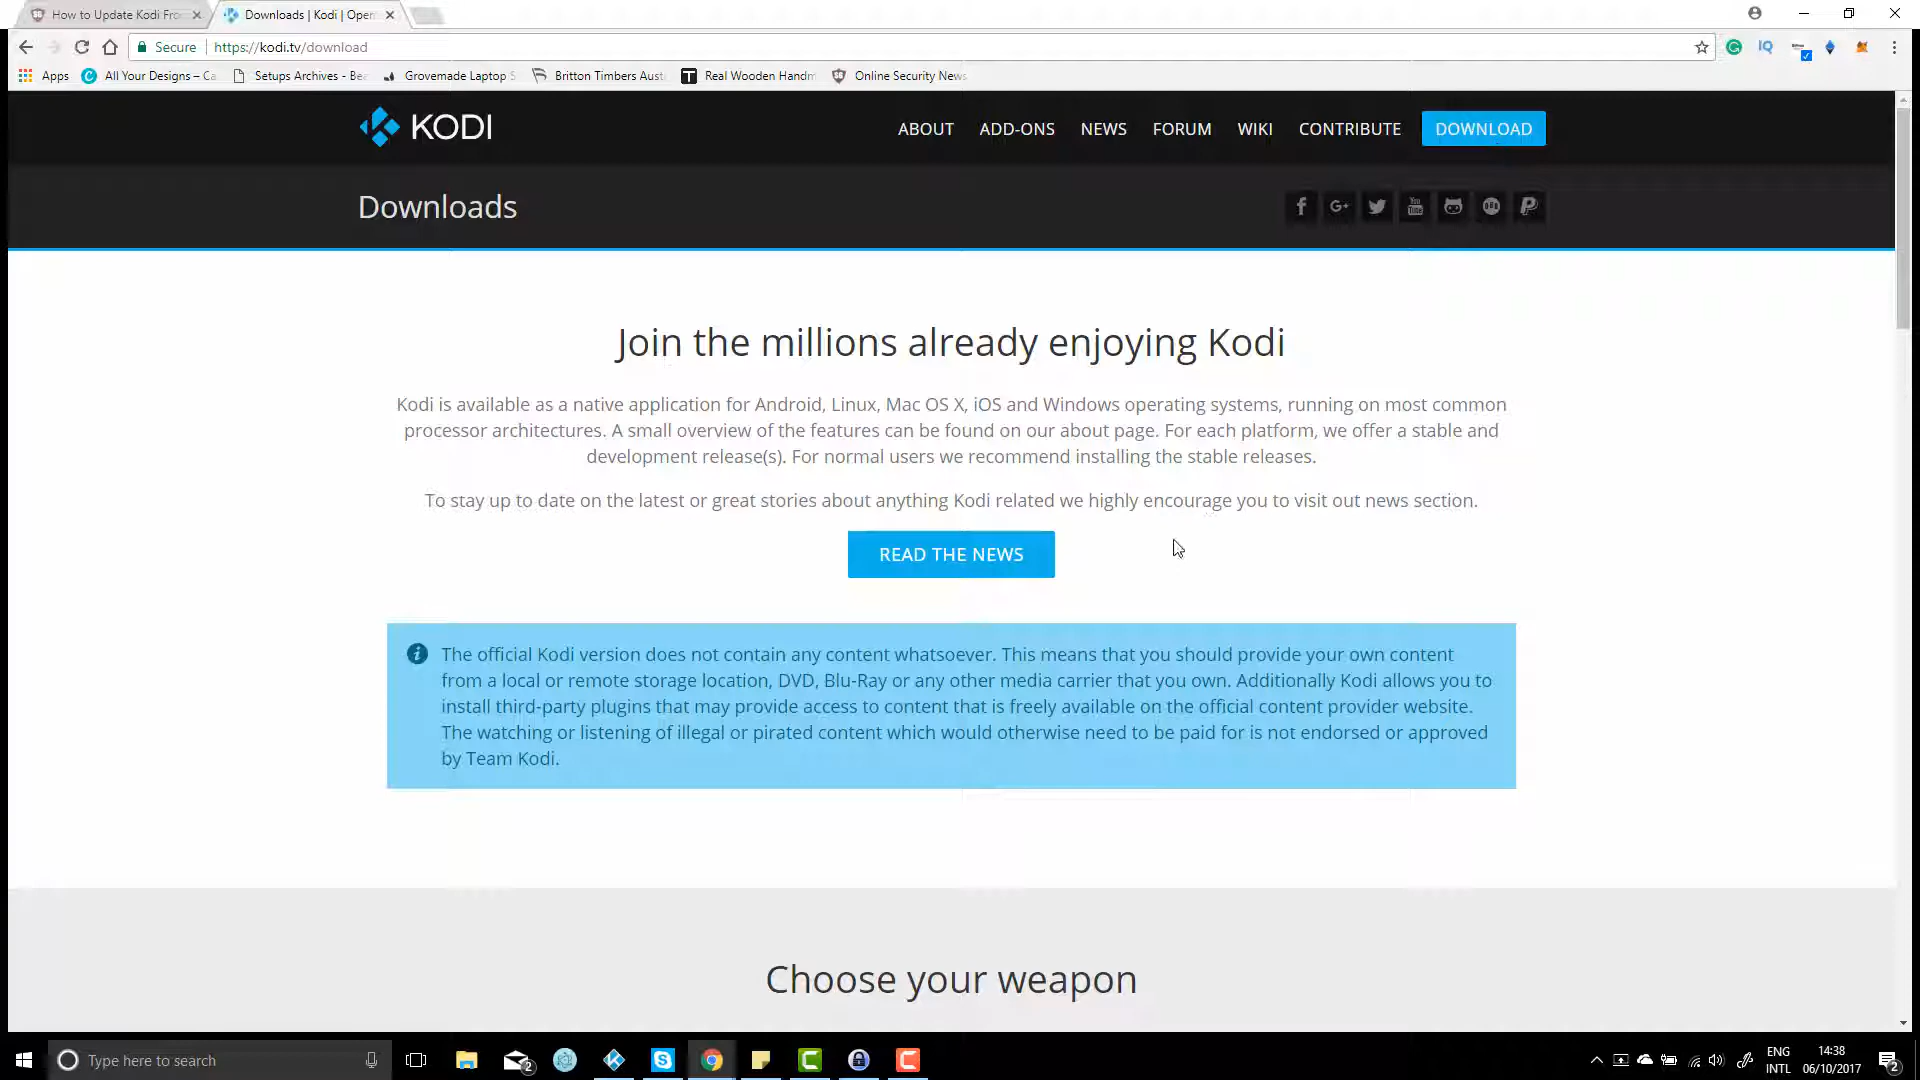 How to Update Kodi Fro
Downloads | Kodi | Open
Secure
https://kodi.tv/download
Apps
All Your Designs – Ca
Setups Archives - Be
Grovemade Laptop S
Britton Timbers Aust
Real Wooden Handm
Online Security News
KODI
ABOUT
ADD-ONS
NEWS
FORUM
WIKI
CONTRIBUTE
DOWNLOAD
Downloads
Join the millions already enjoying Kodi
Kodi is available as a native application for Android, Linux, Mac OS X, iOS and Windows operating systems, running on most common
processor architectures. A small overview of the features can be found on our about page. For each platform, we offer a stable and
development release(s). For normal users we recommend installing the stable releases.
To stay up to date on the latest or great stories about anything Kodi related we highly encourage you to visit out news section.
READ THE NEWS
The official Kodi version does not contain any content whatsoever. This means that you should provide your own content
from a local or remote storage location, DVD, Blu-Ray or any other media carrier that you own. Additionally Kodi allows you to
install third-party plugins that may provide access to content that is freely available on the official content provider website.
The watching or listening of illegal or pirated content which would otherwise need to be paid for is not endorsed or approved
by Team Kodi.
Choose your weapon
Type here to search
2
ENG
INTL
14:38
06/10/2017
2